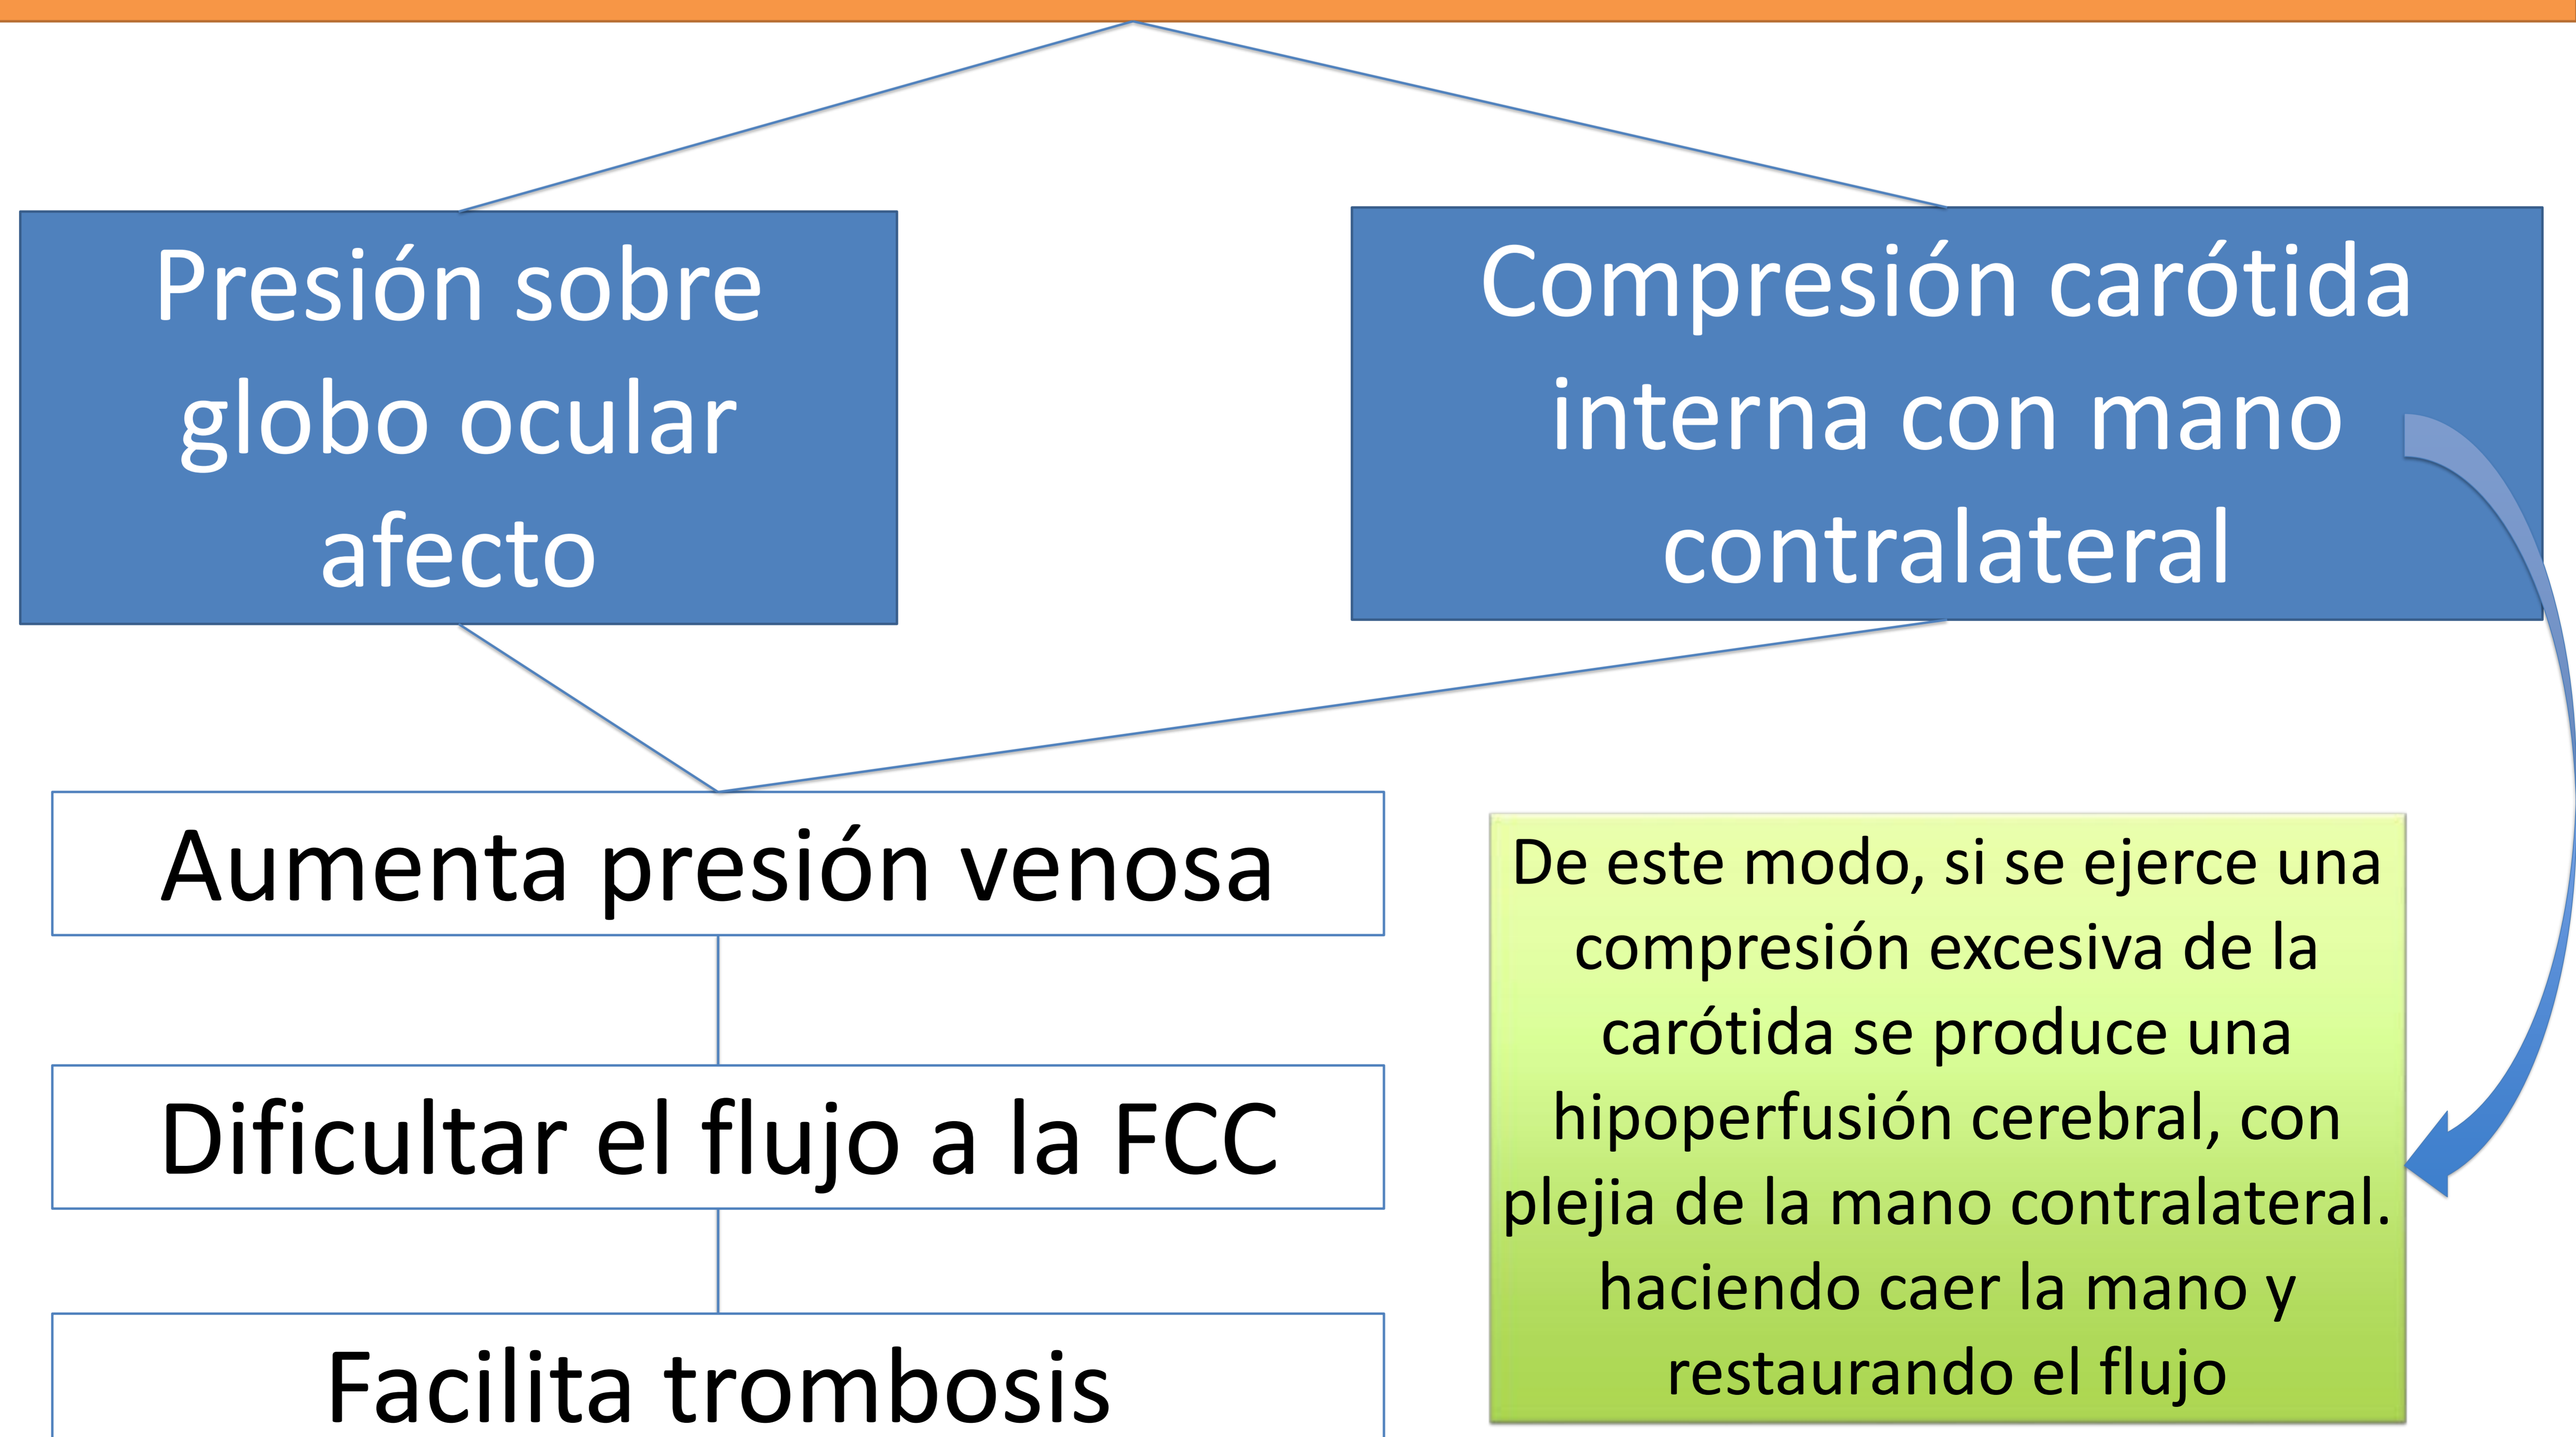 Presión sobre
globo ocular
afecto
Compresión carótida
interna con mano
contralateral
Aumenta presión venosa
Dificultar el flujo a la FCC
Facilita trombosis
De este modo, si se ejerce una
compresión excesiva de la
carótida se produce una
hipoperfusión cerebral, con
plejia de la mano contralateral.
haciendo caer la mano y
restaurando el flujo